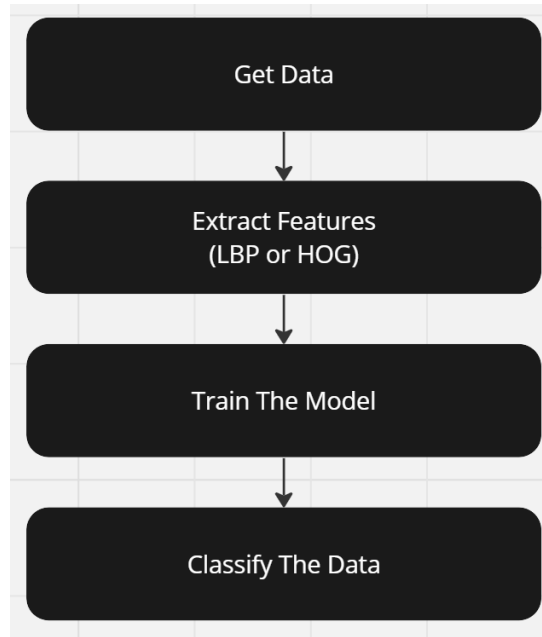 Get Data
Extract Features
(LBP or HOG)
Train The Model
Classify The Data